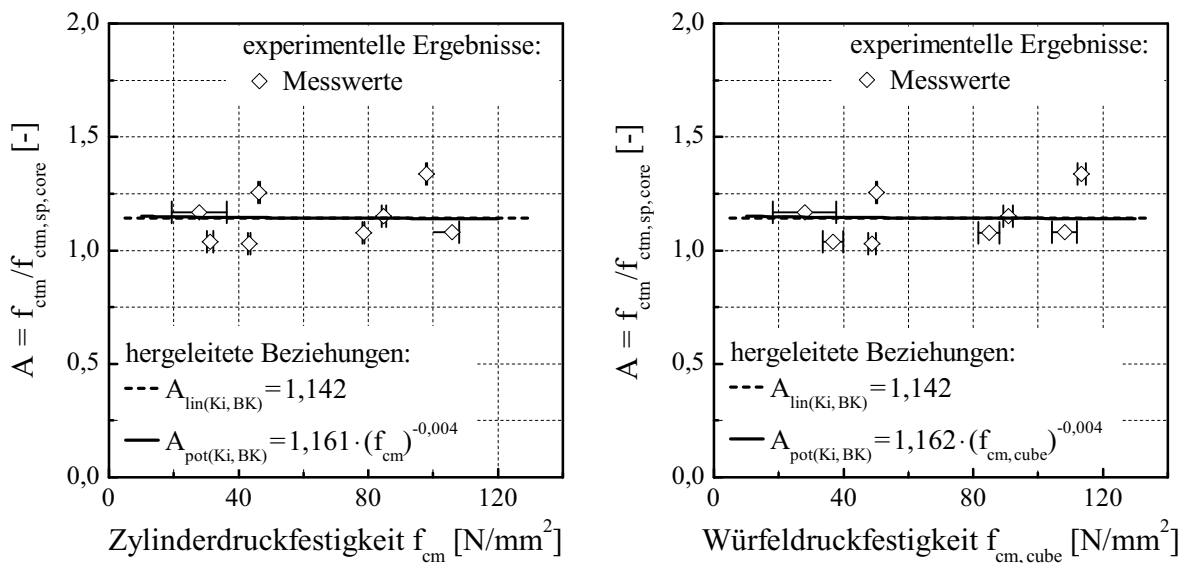 A = f_ctm/f_ctm,sp,core [-]
2,0
1,5
1,0
0,5
0,0
experimentelle Ergebnisse:
Messwerte
hergeleitete Beziehungen:
A_lin(Ki, BK) = 1,142
A_pot(Ki, BK) = 1,161 · (f_cm)^-0,004
0
40
80
120
Zylinderdruckfestigkeit f_cm [N/mm²]
A = f_ctm/f_ctm,sp,core [-]
2,0
1,5
1,0
0,5
0,0
experimentelle Ergebnisse:
Messwerte
hergeleitete Beziehungen:
A_lin(Ki, BK) = 1,142
A_pot(Ki, BK) = 1,162 · (f_cm, cube)^-0,004
0
40
80
120
Würfeldruckfestigkeit f_cm, cube [N/mm²]